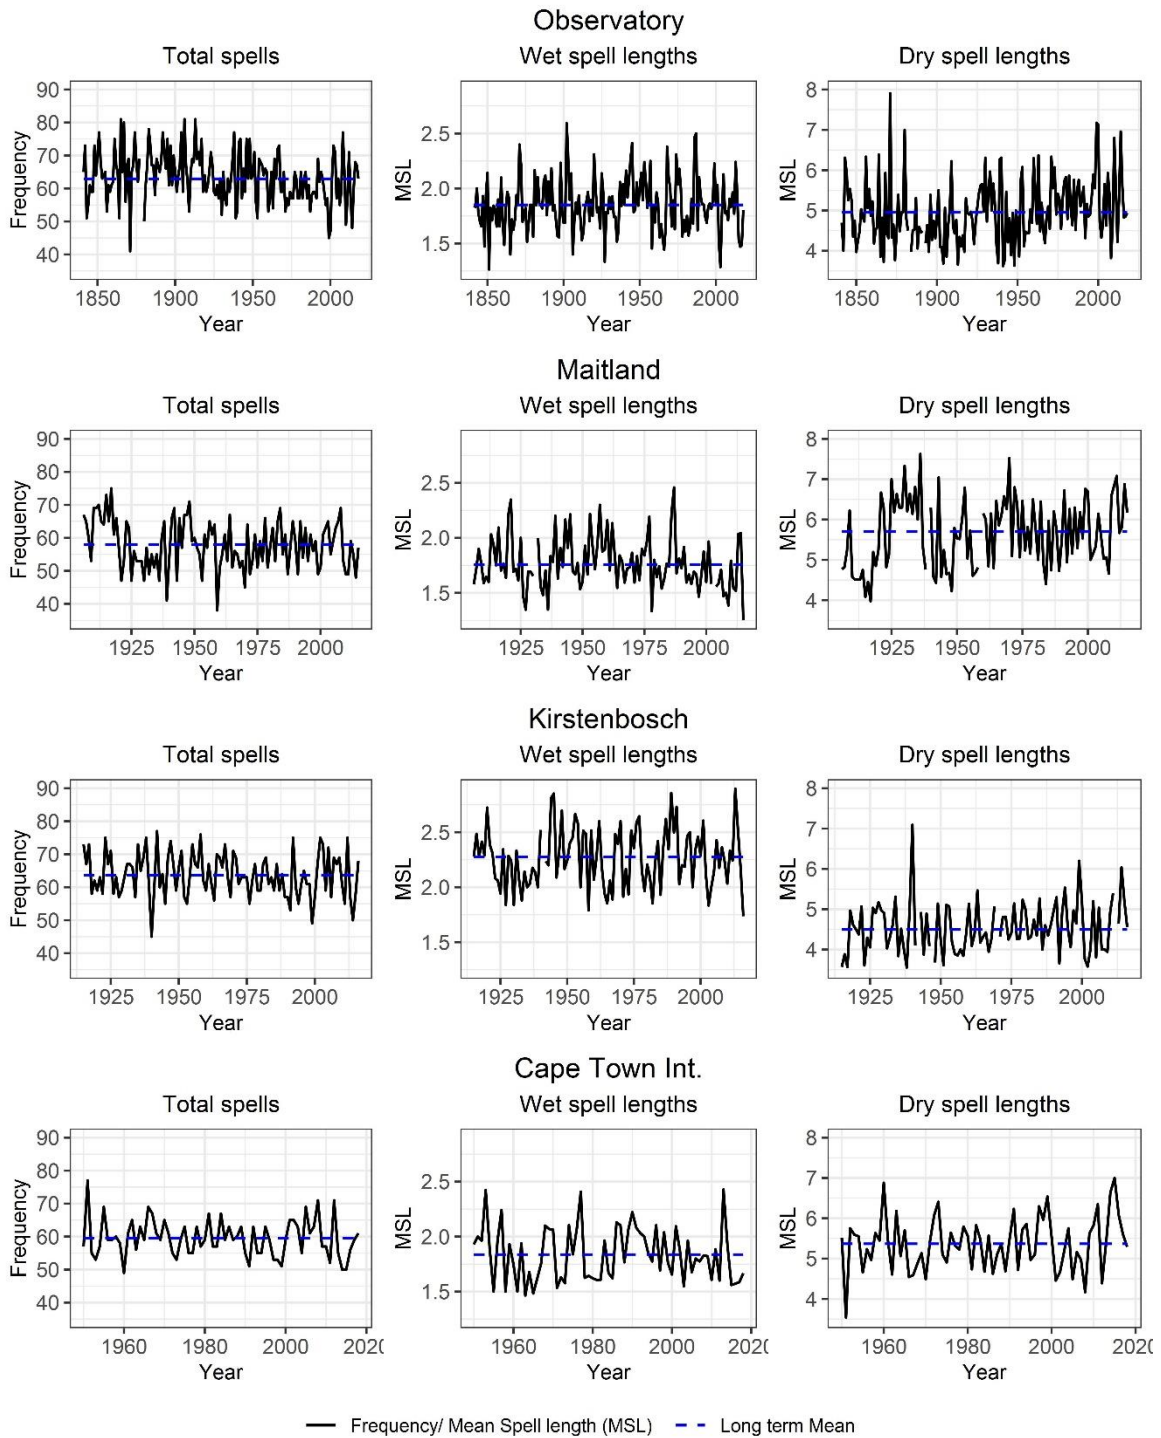 Observatory
Total spells
Wet spell lengths
Dry spell lengths
Frequency
90
80
70
60
50
40
1850
1900
1950
2000
Year
MSL
2.5
2.0
1.5
1850
1900
1950
2000
Year
MSL
8
7
6
5
4
1850
1900
1950
2000
Year
Maitland
Total spells
Wet spell lengths
Dry spell lengths
Frequency
90
80
70
60
50
40
1925
1950
1975
2000
Year
MSL
2.5
2.0
1.5
1925
1950
1975
2000
Year
MSL
8
7
6
5
4
1925
1950
1975
2000
Year
Kirstenbosch
Total spells
Wet spell lengths
Dry spell lengths
Frequency
90
80
70
60
50
40
1925
1950
1975
2000
Year
MSL
2.5
2.0
1.5
1925
1950
1975
2000
Year
MSL
8
7
6
5
4
1925
1950
1975
2000
Year
Cape Town Int.
Total spells
Wet spell lengths
Dry spell lengths
Frequency
90
80
70
60
50
40
1960
1980
2000
2020
Year
MSL
2.5
2.0
1.5
1960
1980
2000
2020
Year
MSL
8
7
6
5
4
1960
1980
2000
2020
Year
Frequency/ Mean Spell length (MSL)
Long term Mean